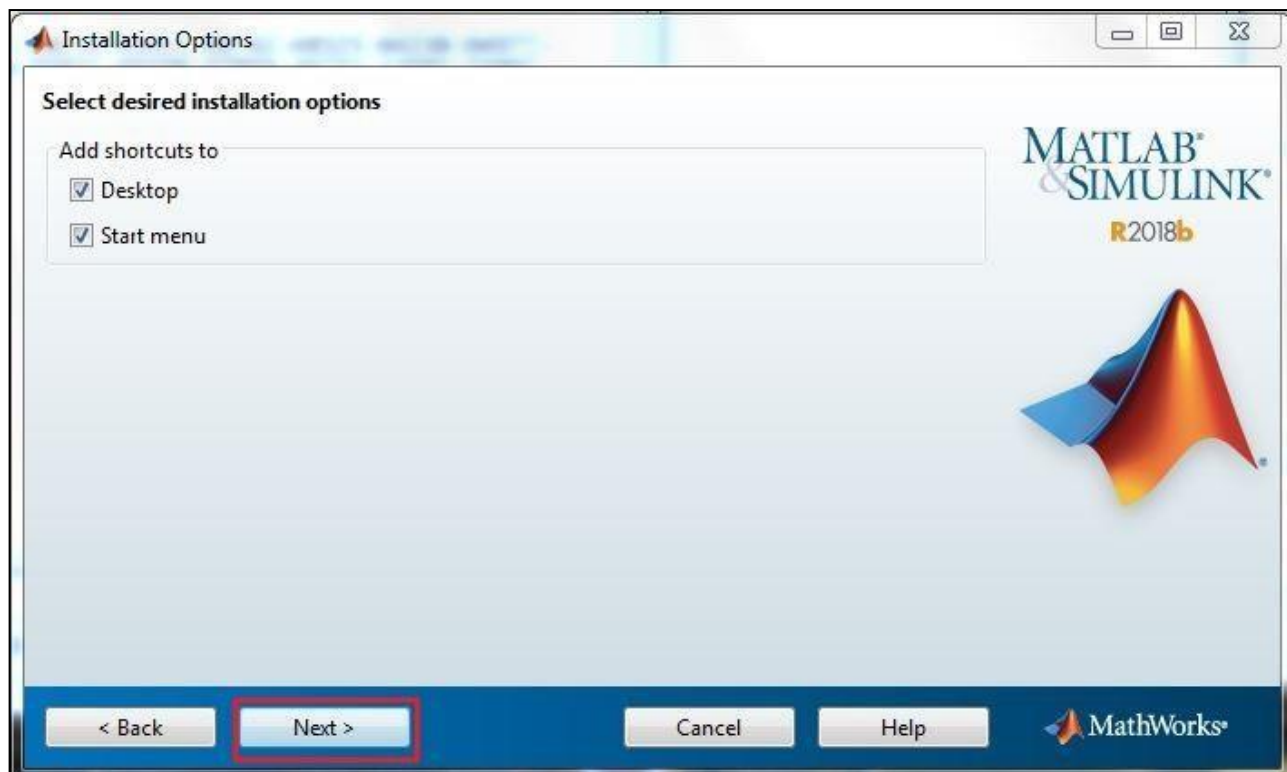 Installation Options
Select desired installation options
Add shortcuts to
Desktop
Start menu
MATLAB®
&SIMULINK®
R2018b
®
< Back
Next >
Cancel
Help
MathWorks®